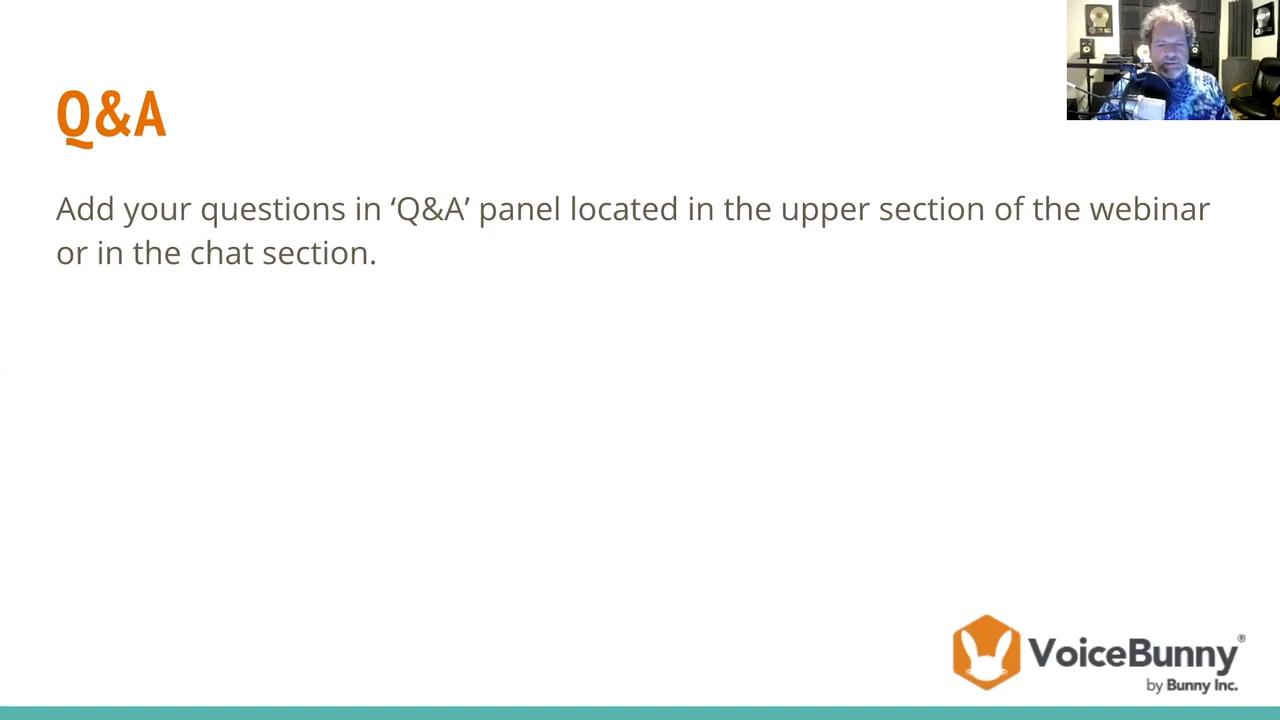 Q&A
Add your questions in ‘Q&A’ panel located in the upper section of the webinar
or in the chat section.
VoiceBunny®
by Bunny Inc.